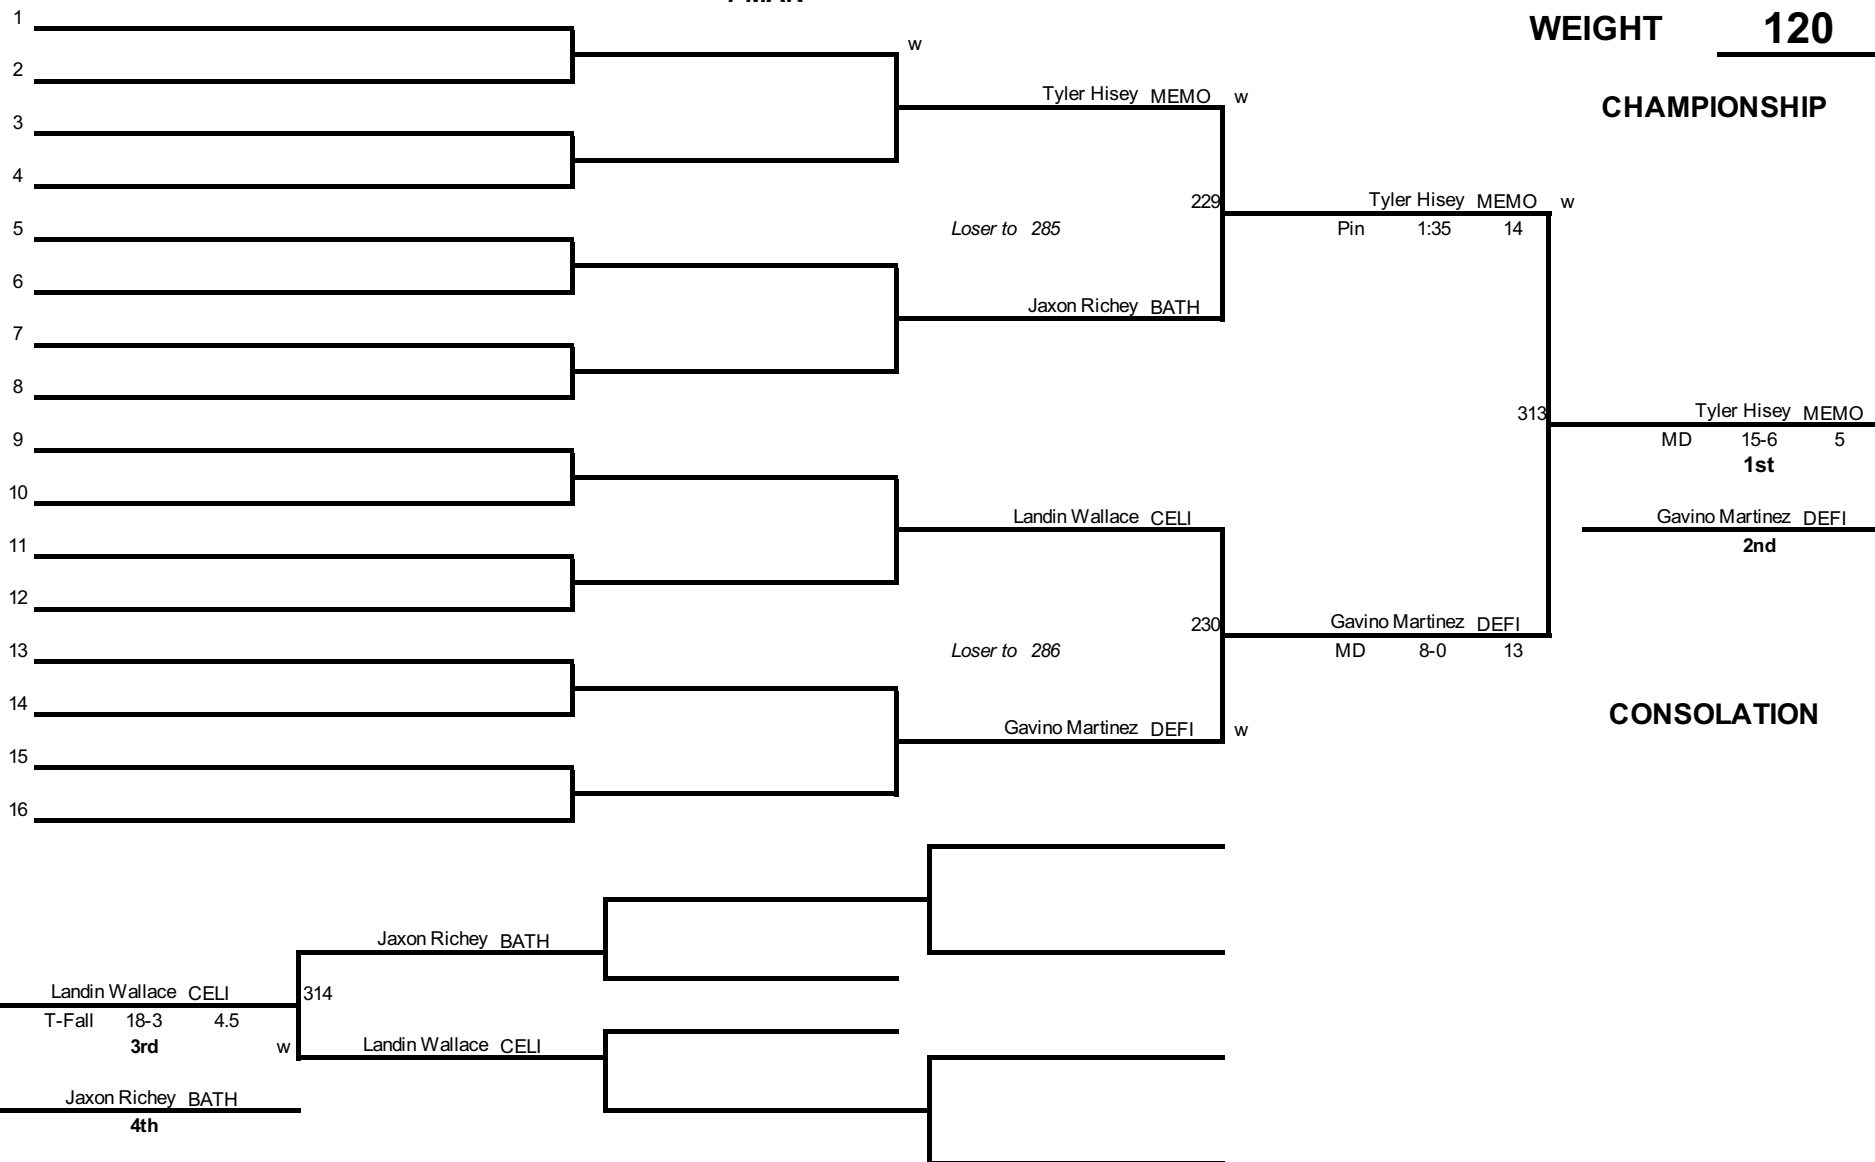 1
WEIGHT 120
w
2
Tyler Hisey MEMO w
CHAMPIONSHIP
3
4
229 Tyler Hisey MEMO w
5
Loser to 285 Pin 1:35 14
6
Jaxon Richey BATH
7
8
313 Tyler Hisey MEMO
9
MD 15-6 5
1st
10
Landin Wallace CELI
Gavino Martinez DEFI
11
2nd
12
230 Gavino Martinez DEFI
13
Loser to 286 MD 8-0 13
14
CONSOLATION
Gavino Martinez DEFI w
15
16
Jaxon Richey BATH
Landin Wallace CELI 314
T-Fall 18-3 4.5
3rd w Landin Wallace CELI
Jaxon Richey BATH
4th